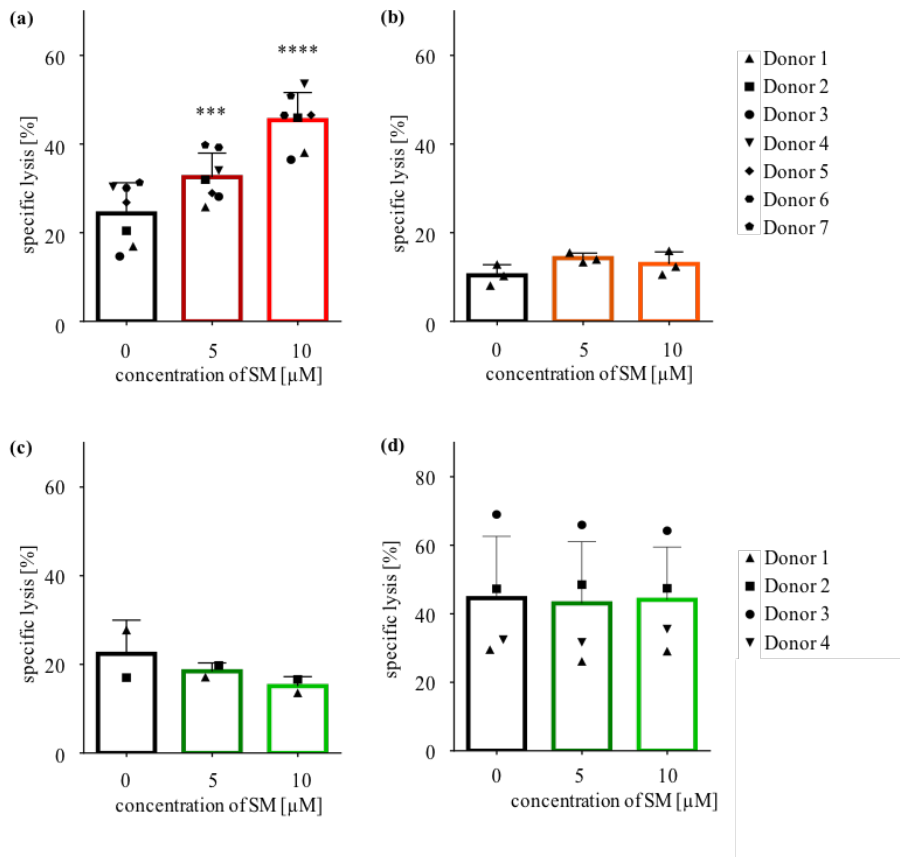 (a)
60
40
20
0
specific lysis [%]
***
****
0 5 10
concentration of SM [µM]
(b)
60
40
20
0
specific lysis [%]
0 5 10
concentration of SM [µM]
Donor 1
Donor 2
Donor 3
Donor 4
Donor 5
Donor 6
Donor 7
(c)
60
40
20
0
specific lysis [%]
0 5 10
concentration of SM [µM]
(d)
80
60
40
20
0
specific lysis [%]
0 5 10
concentration of SM [µM]
Donor 1
Donor 2
Donor 3
Donor 4